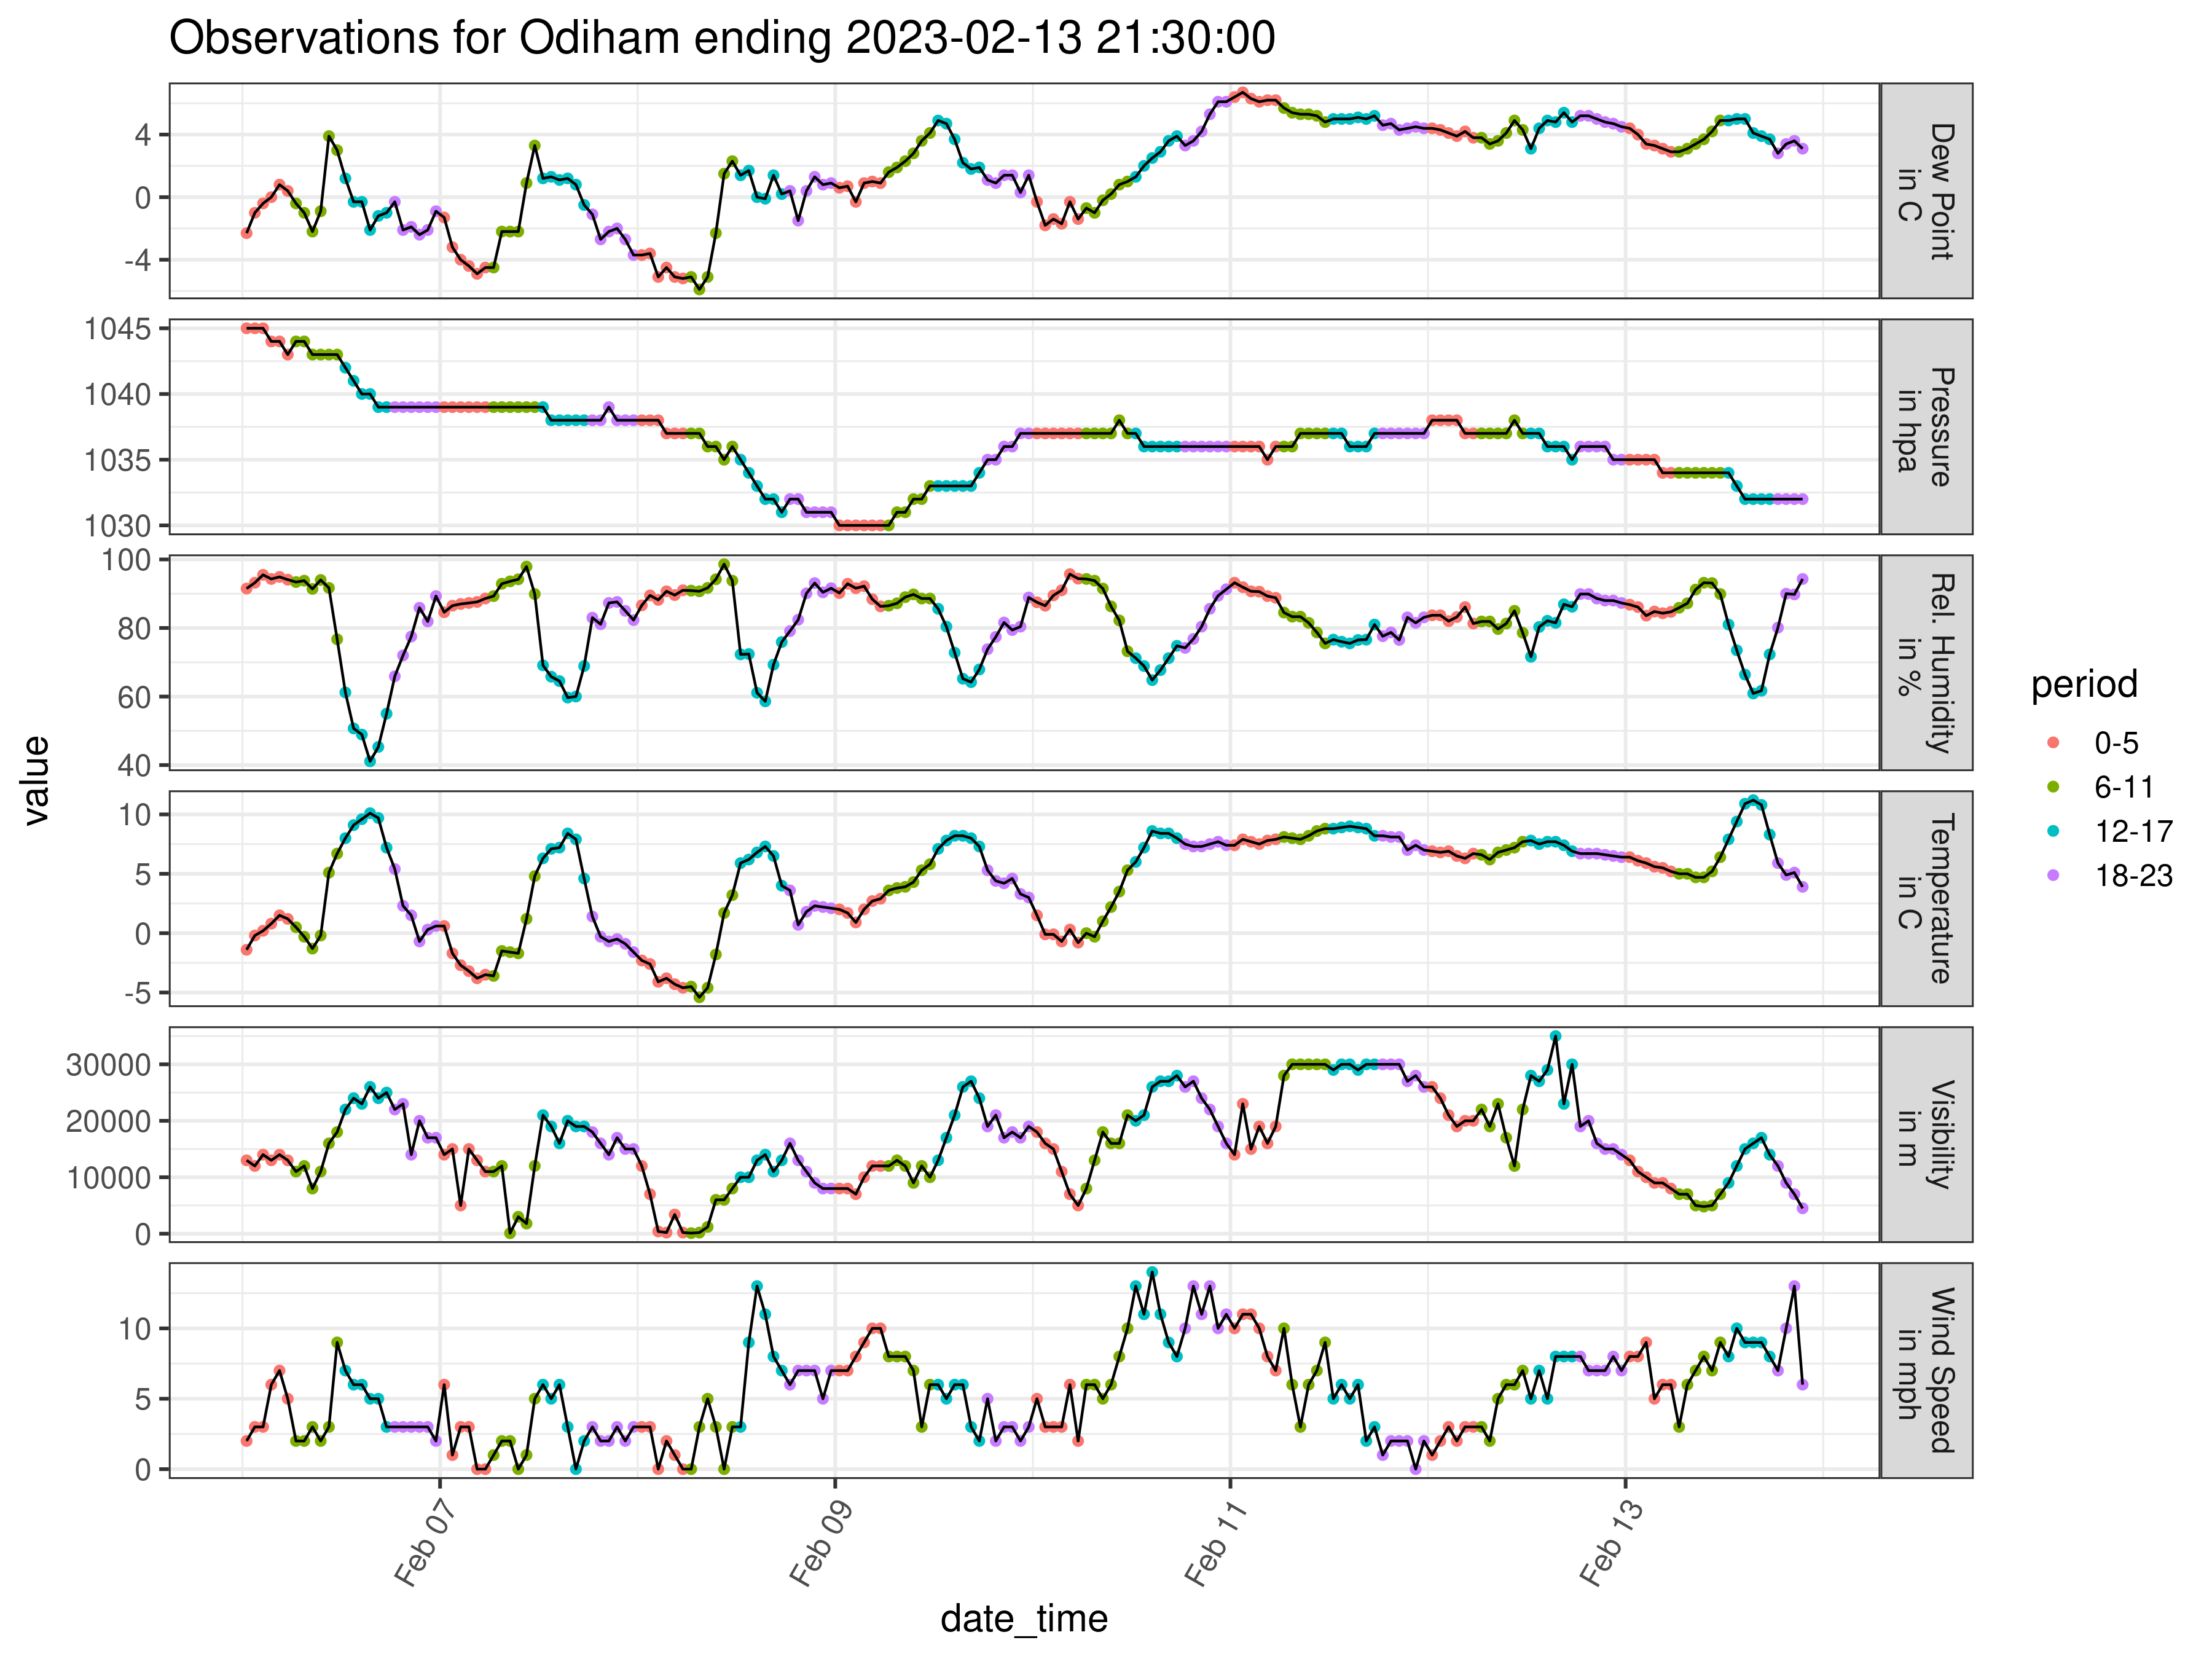 Observations for Odiham ending 2023-02-13 21:30:00
value
4
0
-4
Dew Point
in C
1045
1040
1035
1030
Pressure
in hpa
100
80
60
40
Rel. Humidity
in %
10
5
0
-5
Temperature
in C
30000
20000
10000
0
Visibility
in m
10
5
0
Wind Speed
in mph
Feb 07
Feb 09
Feb 11
Feb 13
date_time
period
0-5
6-11
12-17
18-23